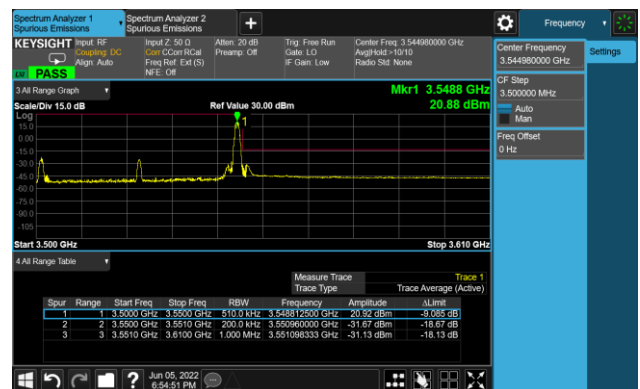 Spectrum Analyzer 1
Spurious Emissions
Spectrum Analyzer 2
Spurious Emissions
Frequency
KEYSIGHT
Input: RF
Coupling: DC
Align: Auto
Input Z: 50 Ω
Corr CCorr RCal
Freq Ref: Ext (S)
NFE: Off
Atten: 20 dB
Preamp: Off
Trig: Free Run
Gate: LO
IF Gain: Low
Center Freq: 3.544980000 GHz
Avg|Hold:>10/10
Radio Std: None
PASS
Center Frequency
3.544980000 GHz
Settings
CF Step
3.500000 MHz
Auto
Man
Freq Offset
0 Hz
3 All Range Graph
Mkr1 3.5488 GHz
Scale/Div 15.0 dB
Ref Value 30.00 dBm
20.88 dBm
Log
1
15.0
0.00
-15.0
-30.0
-45.0
-60.0
-75.0
-90.0
-105
Start 3.500 GHz
Stop 3.610 GHz
4 All Range Table
Measure Trace Trace 1
Trace Type Trace Average (Active)
Spur Range Start Freq Stop Freq RBW Frequency Amplitude ΔLimit
1 1 3.5000 GHz 3.5500 GHz 510.0 kHz 3.548812500 GHz 20.92 dBm -9.085 dB
2 2 3.5500 GHz 3.5510 GHz 200.0 kHz 3.550960000 GHz -31.67 dBm -18.67 dB
3 3 3.5510 GHz 3.6100 GHz 1.000 MHz 3.551098333 GHz -31.13 dBm -18.13 dB
?
Jun 05, 2022
6:54:51 PM